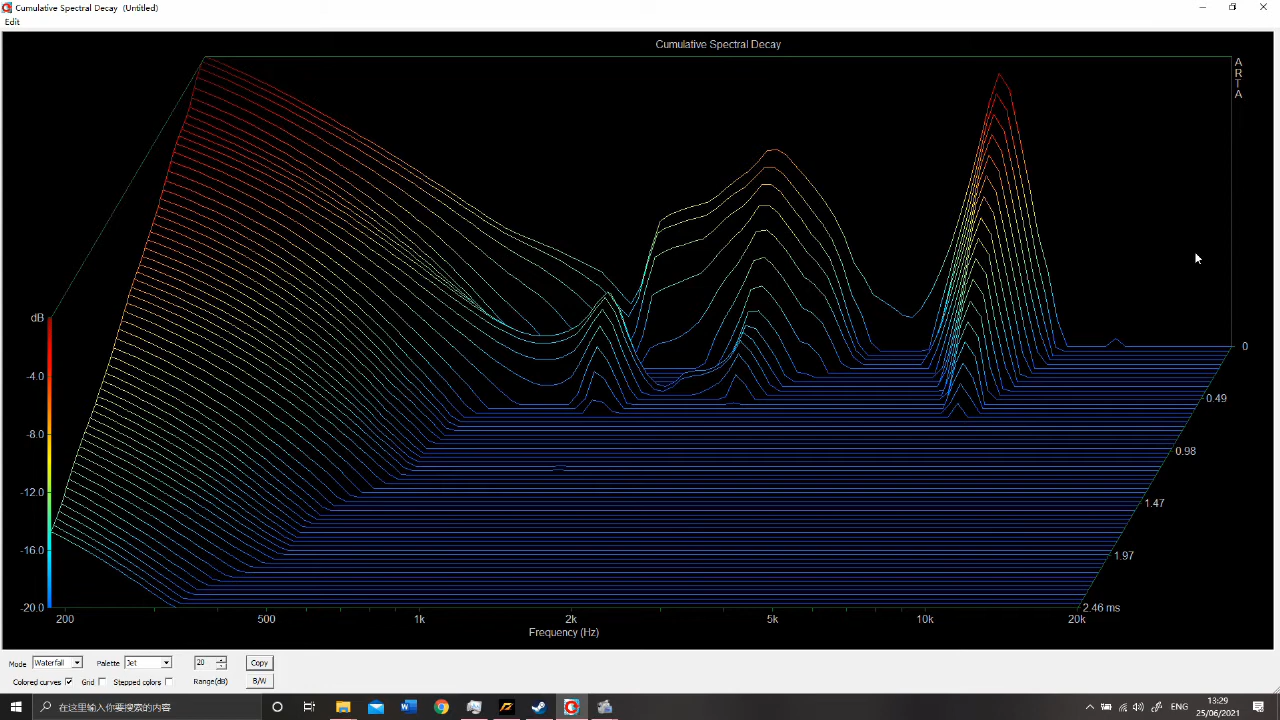 Cumulative Spectral Decay (Untitled)
Edit
Cumulative Spectral Decay
A
R
T
A
dB
-4.0
-8.0
-12.0
-16.0
-20.0
0
0.49
0.98
1.47
1.97
2.46 ms
200 500 1k 2k 5k 10k 20k
Frequency (Hz)
Mode Waterfall Palette Jet 20 Copy
Colored curves Grid Stepped colors Range(dB) B/W
在这里输入你要搜索的内容
ENG
13:29
25/06/2021